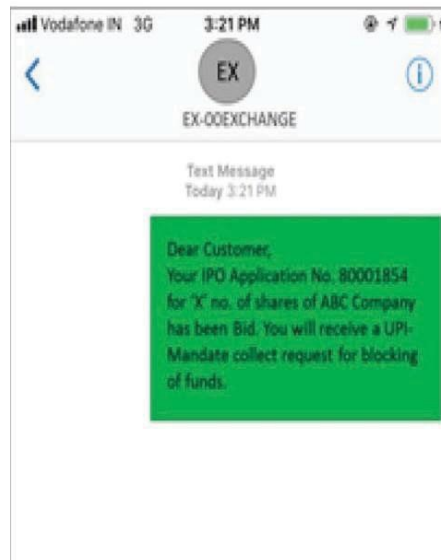 Vodafone IN 3G 3:21 PM
EX
EX-00EXCHANGE
Text Message
Today 3:21 PM
Dear Customer,
Your IPO Application No. 80001854
for 'X' no. of shares of ABC Company
has been Bid. You will receive a UPI-
Mandate collect request for blocking
of funds.